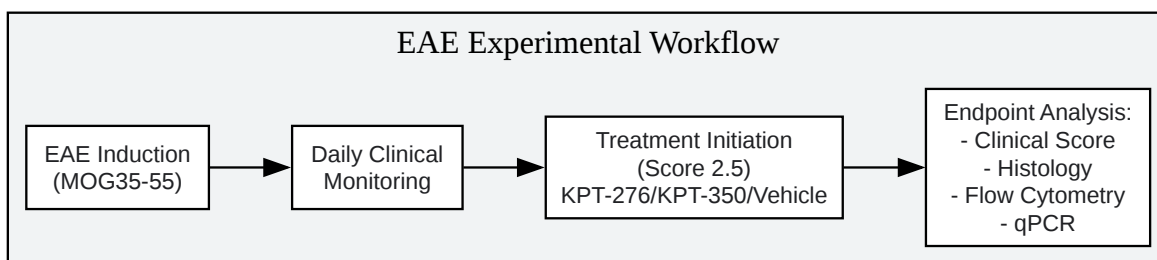 EAE Experimental Workflow
EAE Induction
(MOG35-55)
Daily Clinical
Monitoring
Treatment Initiation
(Score 2.5)
KPT-276/KPT-350/Vehicle
Endpoint Analysis:
- Clinical Score
- Histology
- Flow Cytometry
- qPCR